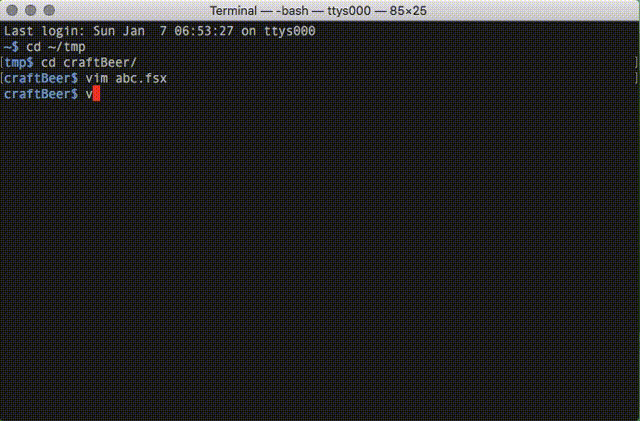 Terminal — -bash — ttys000 — 85×25
Last login: Sun Jan  7 06:53:27 on ttys000
~$ cd ~/tmp
[tmp$ cd craftBeer/ ]
[craftBeer$ vim abc.fsx ]
craftBeer$ v